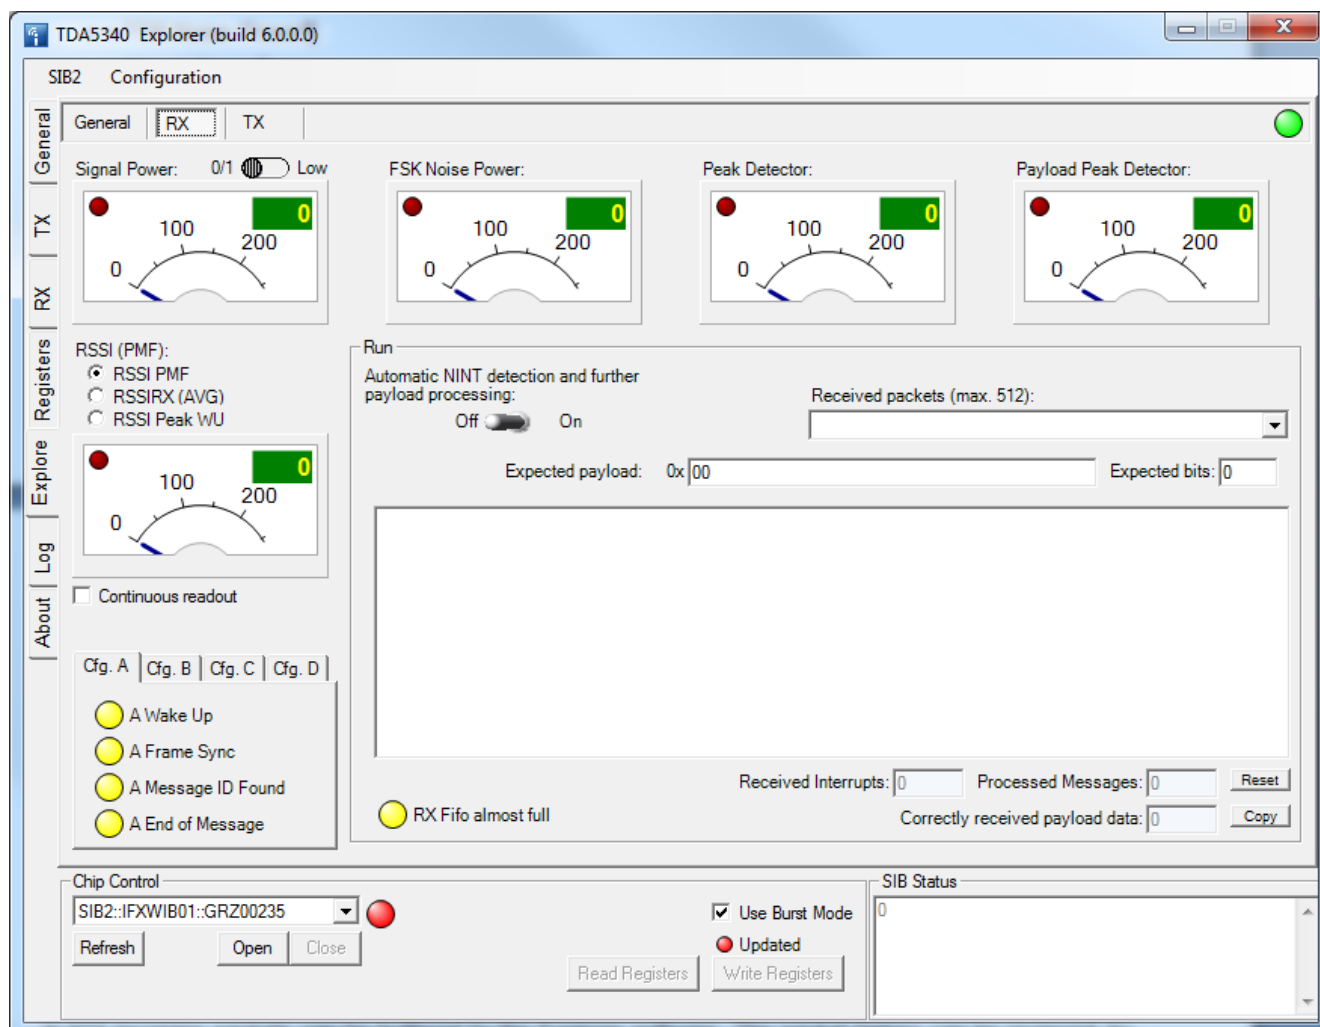 TDA5340 Explorer (build 6.0.0.0)
SIB2 Configuration
General
TX
RX
Registers
Explore
Log
About
General RX TX
Signal Power: 0/1 Low
0 100 200 0
FSK Noise Power:
0 100 200 0
Peak Detector:
0 100 200 0
Payload Peak Detector:
0 100 200 0
RSSI (PMF):
RSSI PMF
RSSIRX (AVG)
RSSI Peak WU
0 100 200 0
Continuous readout
Cfg. A Cfg. B Cfg. C Cfg. D
A Wake Up
A Frame Sync
A Message ID Found
A End of Message
Run
Automatic NINT detection and further
payload processing:
Off On
Received packets (max. 512):
Expected payload: 0x 00 Expected bits: 0
Received Interrupts: 0 Processed Messages: 0 Reset
RX Fifo almost full
Correctly received payload data: 0 Copy
Chip Control
SIB2::IFXWIB01::GRZ00235
Refresh Open Close
Use Burst Mode
Updated
Read Registers Write Registers
SIB Status
0